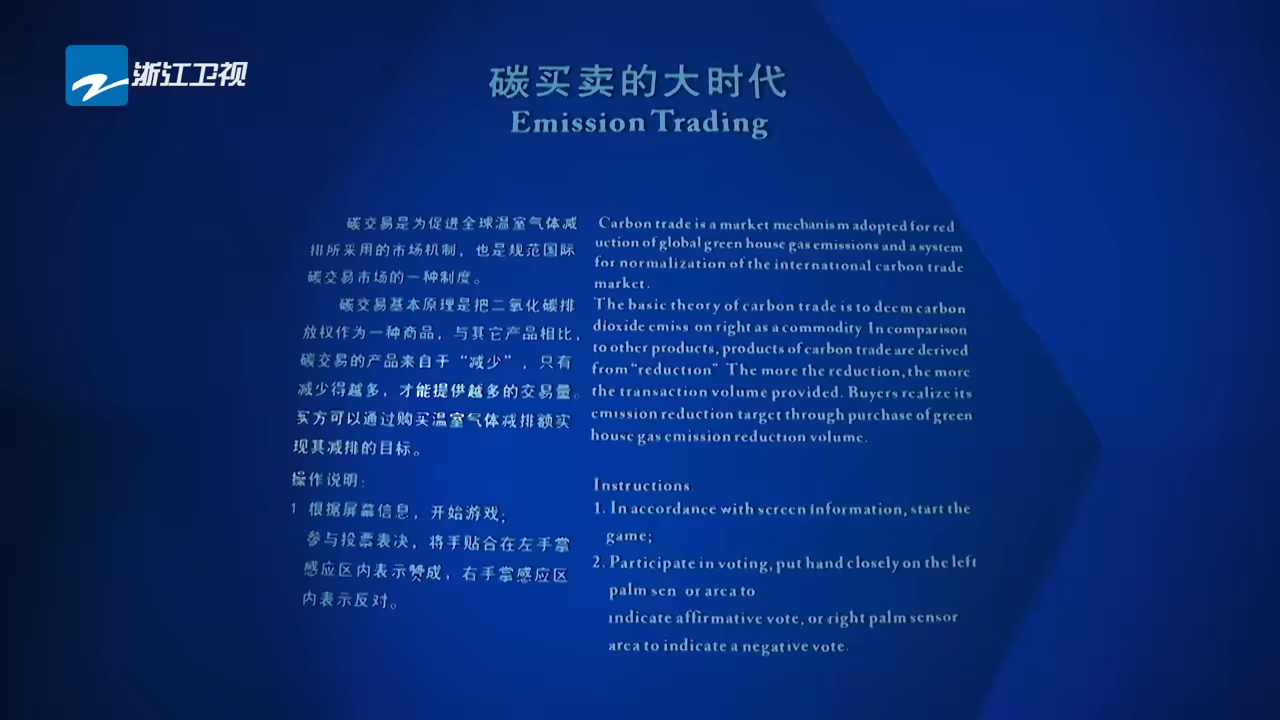 浙江卫视
碳买卖的大时代
Emission Trading
碳交易是为促进全球温室气体减
排所采用的市场机制，也是规范国际
碳交易市场的一种制度。
碳交易基本原理是把二氧化碳排
放权作为一种商品，与其它产品相比，
碳交易的产品来自于“减少”，只有
减少得越多，才能提供越多的交易量。
买方可以通过购买温室气体减排额实
现其减排的目标。
操作说明：
1 根据屏幕信息，开始游戏；
参与投票表决，将手贴合在左手掌
感应区内表示赞成，右手掌感应区
内表示反对。
Carbon trade is a market mechanism adopted for red
uction of global green house gas emissions and a system
for normalization of the international carbon trade
market.
The basic theory of carbon trade is to deem carbon
dioxide emiss on right as a commodity In comparison
to other products, products of carbon trade are derived
from “reduction” The more the reduction, the more
the transaction volume provided. Buyers realize its
emission reduction target through purchase of green
house gas emission reduction volume.
Instructions.
1. In accordance with screen information, start the
game;
2. Participate in voting, put hand closely on the left
palm sen or area to
indicate affirmative vote, or right palm sensor
area to indicate a negative vote.